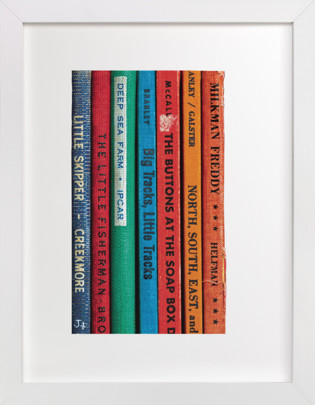 LITTLE SKIPPER - CREEKMORE
J↓
THE LITTLE FISHERMAN BRO
DEEP SEA FARM • IPCAR
BRANLEY Big Tracks, Little Tracks
McCALL THE BUTTONS AT THE SOAP BOX D
ANLEY / GALSTER NORTH, SOUTH, EAST, and
MILKMAN FREDDY ★ ★ ★ HELFMAN ★ ★ ★